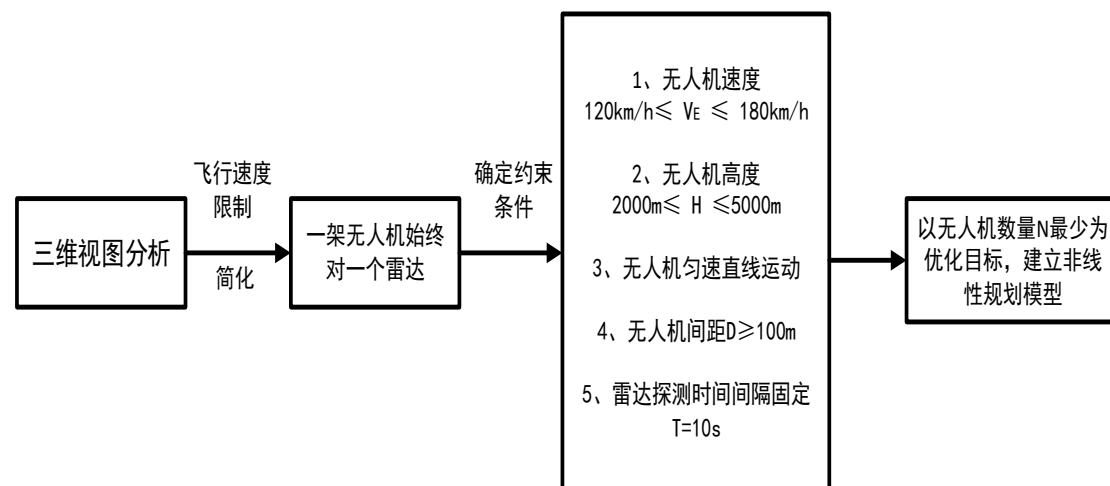 三维视图分析
飞行速度
限制
简化
一架无人机始终
对一个雷达
确定约束
条件
1、无人机速度
120km/h≤ VE ≤ 180km/h
2、无人机高度
2000m≤ H ≤5000m
3、无人机匀速直线运动
4、无人机间距D≥100m
5、雷达探测时间间隔固定
T=10s
以无人机数量N最少为
优化目标，建立非线
性规划模型